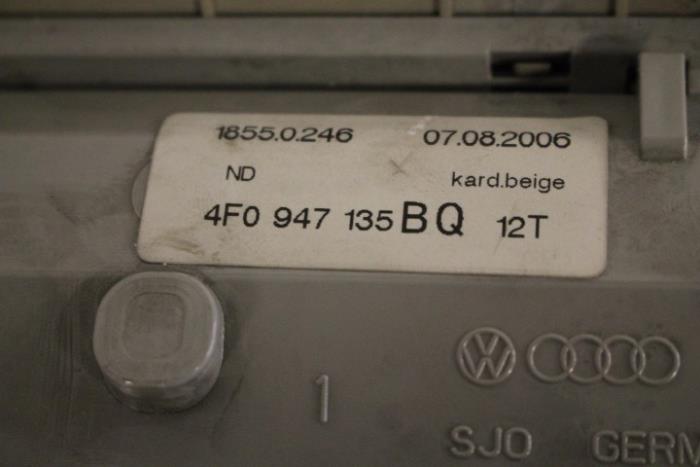 1855.0.246 07.08.2006
ND kard.beige
4F0 947 135 BQ 12T
1
SJO GERM